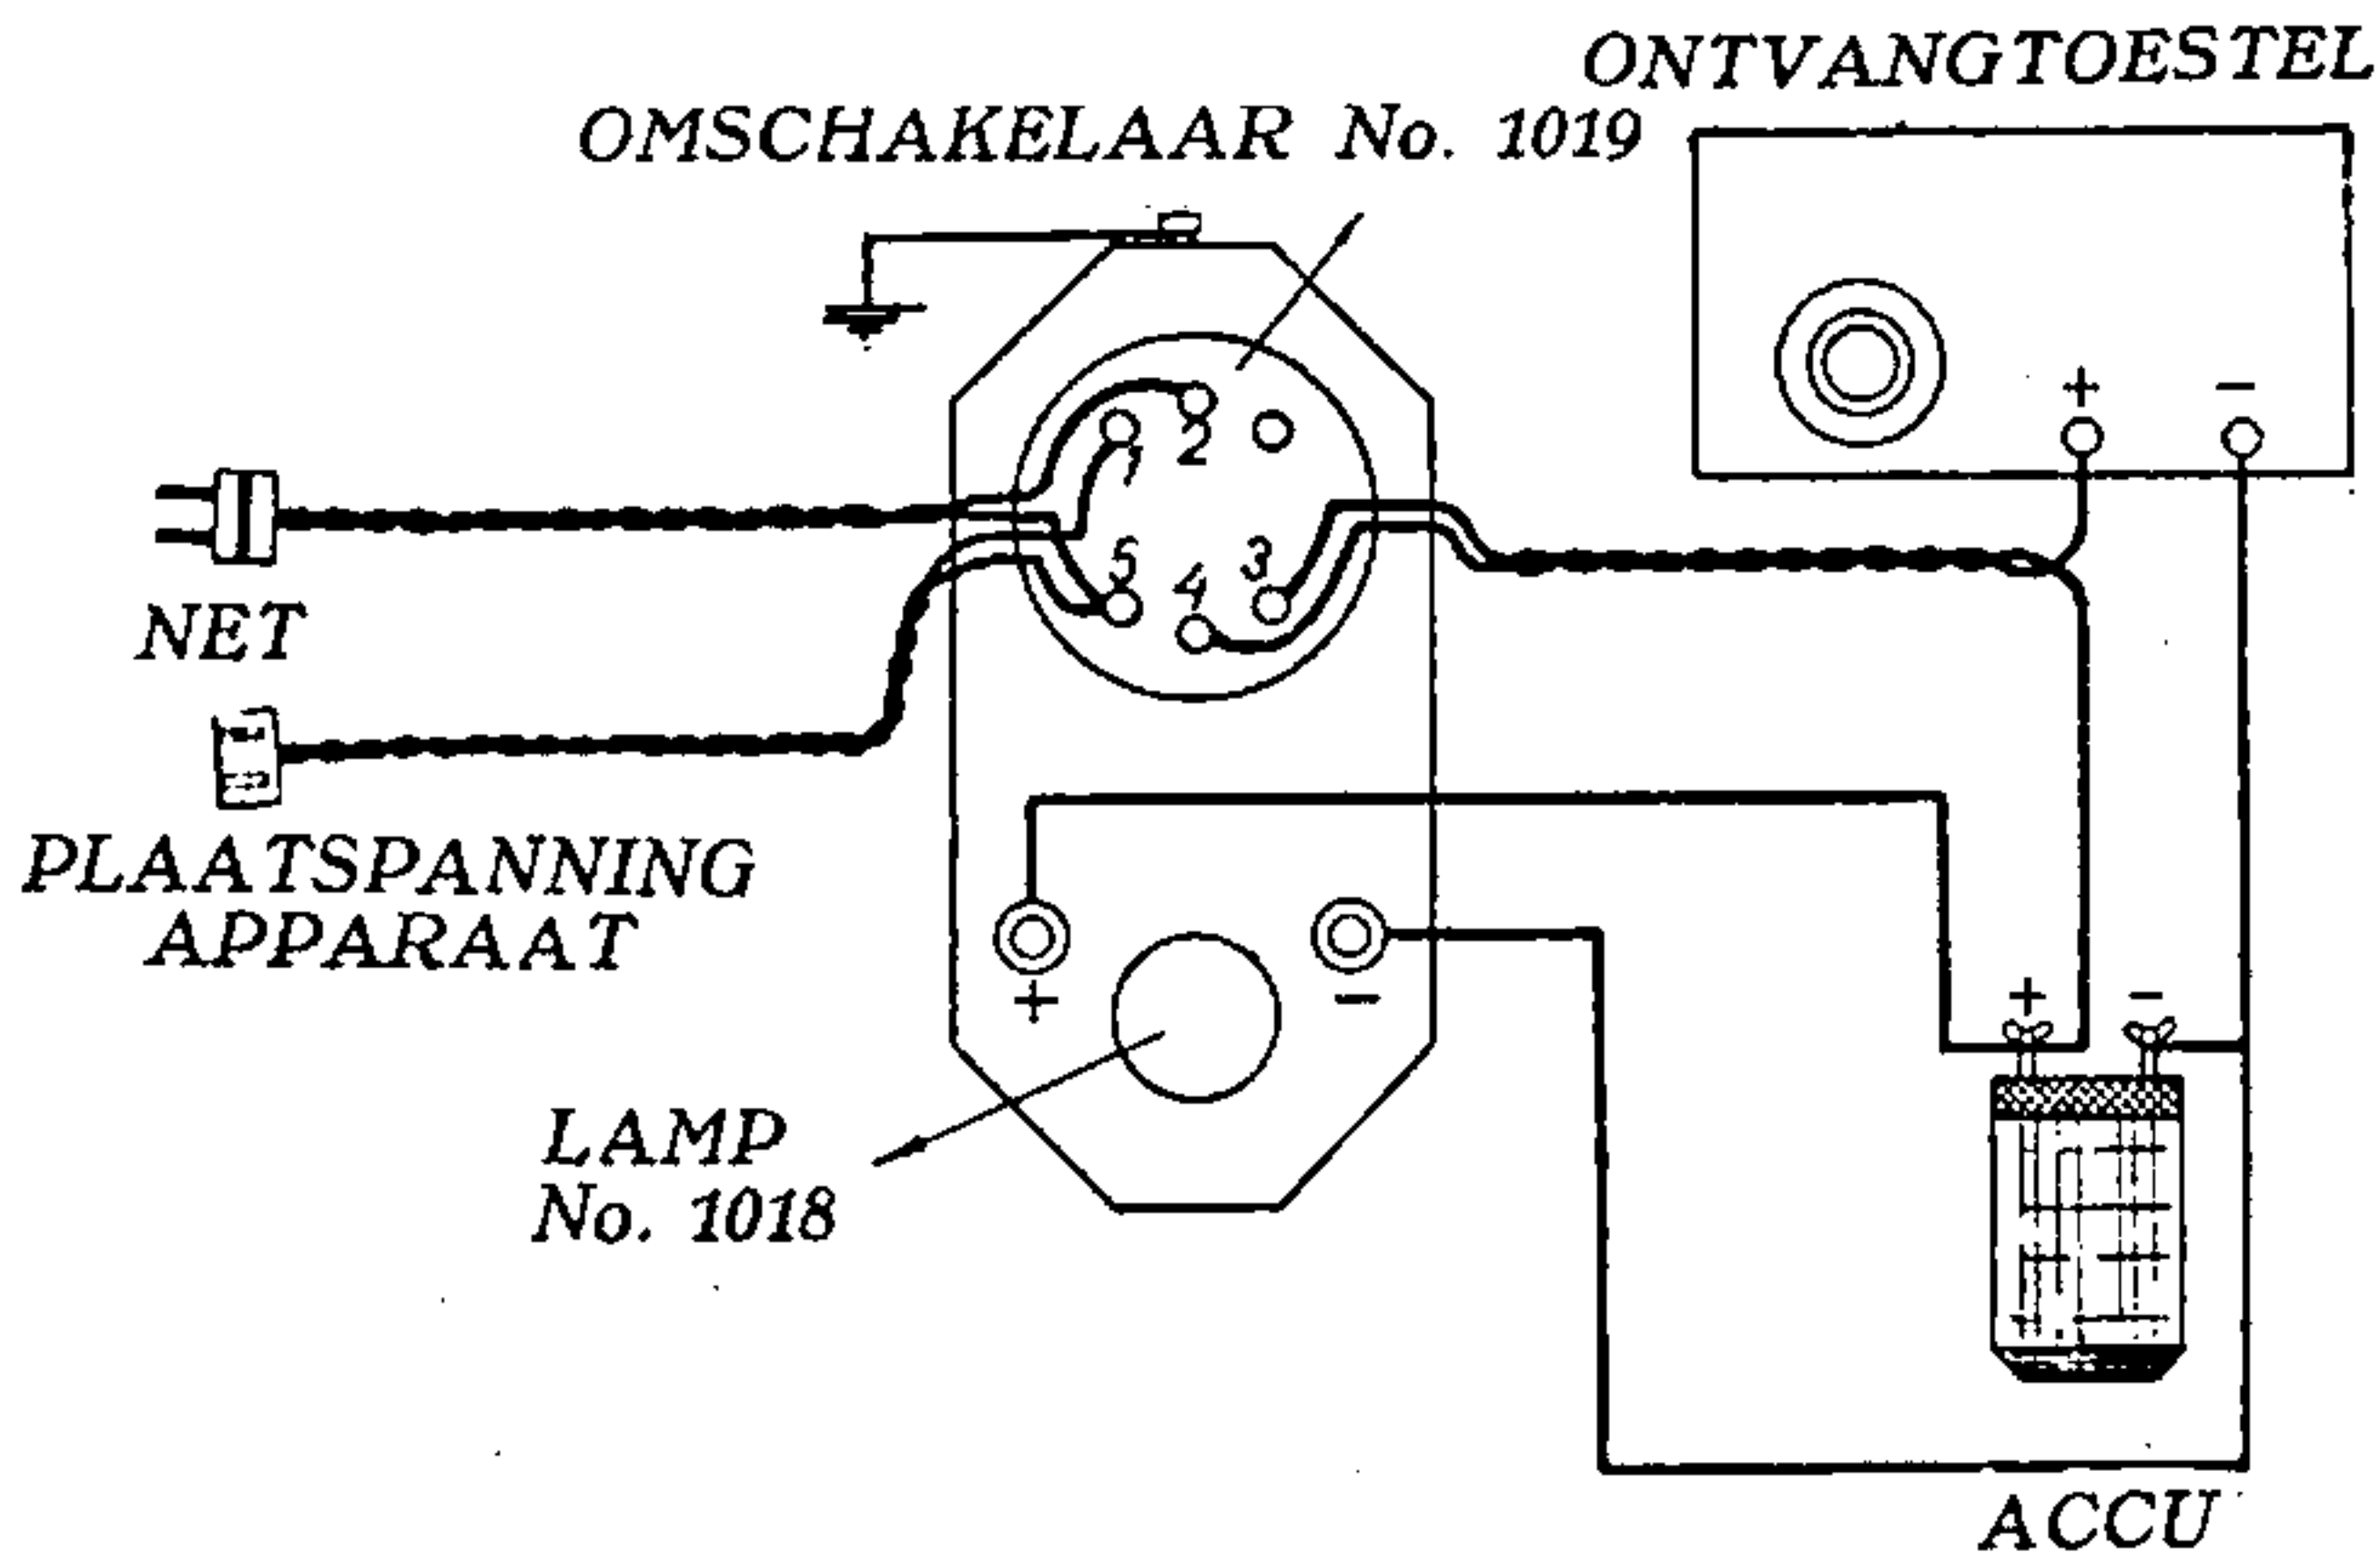 ONTVANGTOESTEL
OMSCHAKELAAR No. 1019
+ −
1 2
5 4 3
NET
PLAATSPANNING
APPARAAT
+ −
+ −
LAMP
No. 1018
ACCU